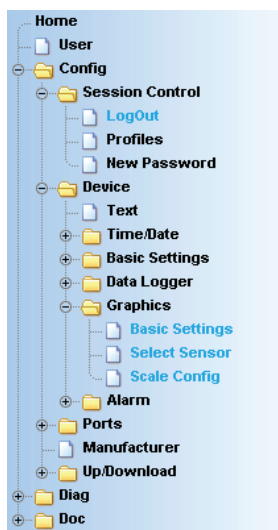 Home
User
Config
Session Control
LogOut
Profiles
New Password
Device
Text
Time/Date
Basic Settings
Data Logger
Graphics
Basic Settings
Select Sensor
Scale Config
Alarm
Ports
Manufacturer
Up/Download
Diag
Doc